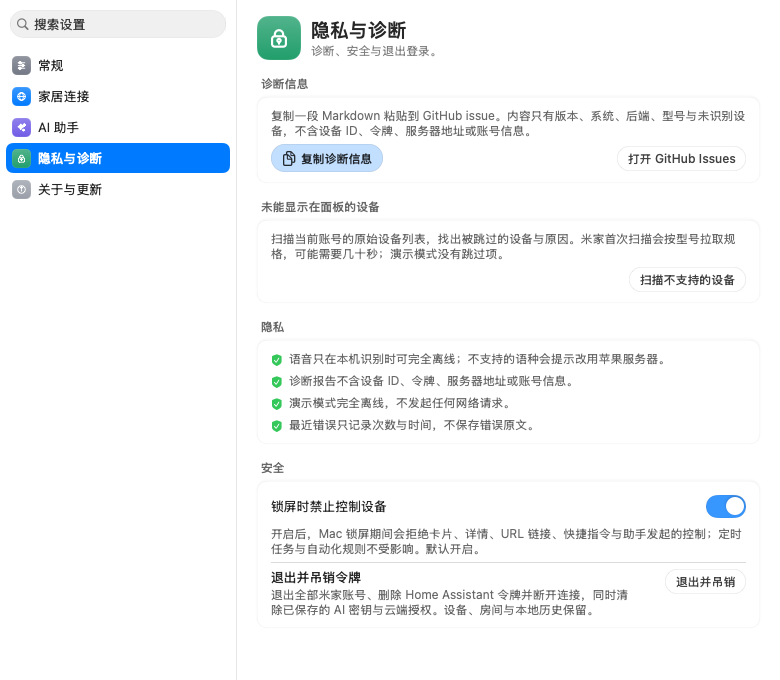 搜索设置
常规
家居连接
AI 助手
隐私与诊断
关于与更新
隐私与诊断
诊断、安全与退出登录。
诊断信息
复制一段 Markdown 粘贴到 GitHub issue。内容只有版本、系统、后端、型号与未识别设
备，不含设备 ID、令牌、服务器地址或账号信息。
复制诊断信息
打开 GitHub Issues
未能显示在面板的设备
扫描当前账号的原始设备列表，找出被跳过的设备与原因。米家首次扫描会按型号拉取规
格，可能需要几十秒；演示模式没有跳过项。
扫描不支持的设备
隐私
语音只在本机识别时可完全离线；不支持的语种会提示改用苹果服务器。
诊断报告不含设备 ID、令牌、服务器地址或账号信息。
演示模式完全离线，不发起任何网络请求。
最近错误只记录次数与时间，不保存错误原文。
安全
锁屏时禁止控制设备
开启后，Mac 锁屏期间会拒绝卡片、详情、URL 链接、快捷指令与助手发起的控制；定时
任务与自动化规则不受影响。默认开启。
退出并吊销令牌
退出全部米家账号、删除 Home Assistant 令牌并断开连接，同时清
除已保存的 AI 密钥与云端授权。设备、房间与本地历史保留。
退出并吊销